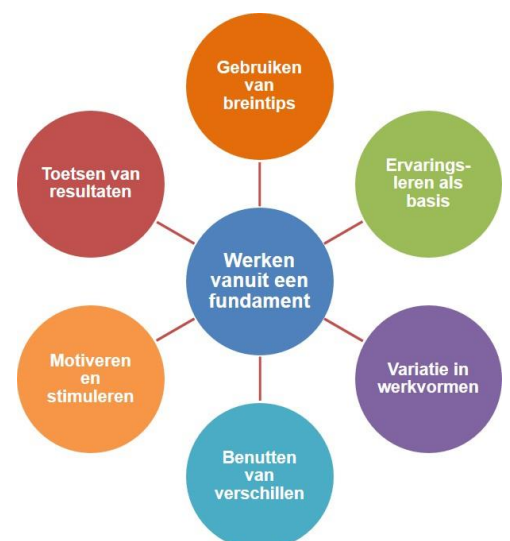 Gebruiken
van
breintips
Ervarings-
leren als
basis
Variatie in
werkvormen
Benutten
van
verschillen
Motiveren
en
stimuleren
Toetsen van
resultaten
Werken
vanuit een
fundament